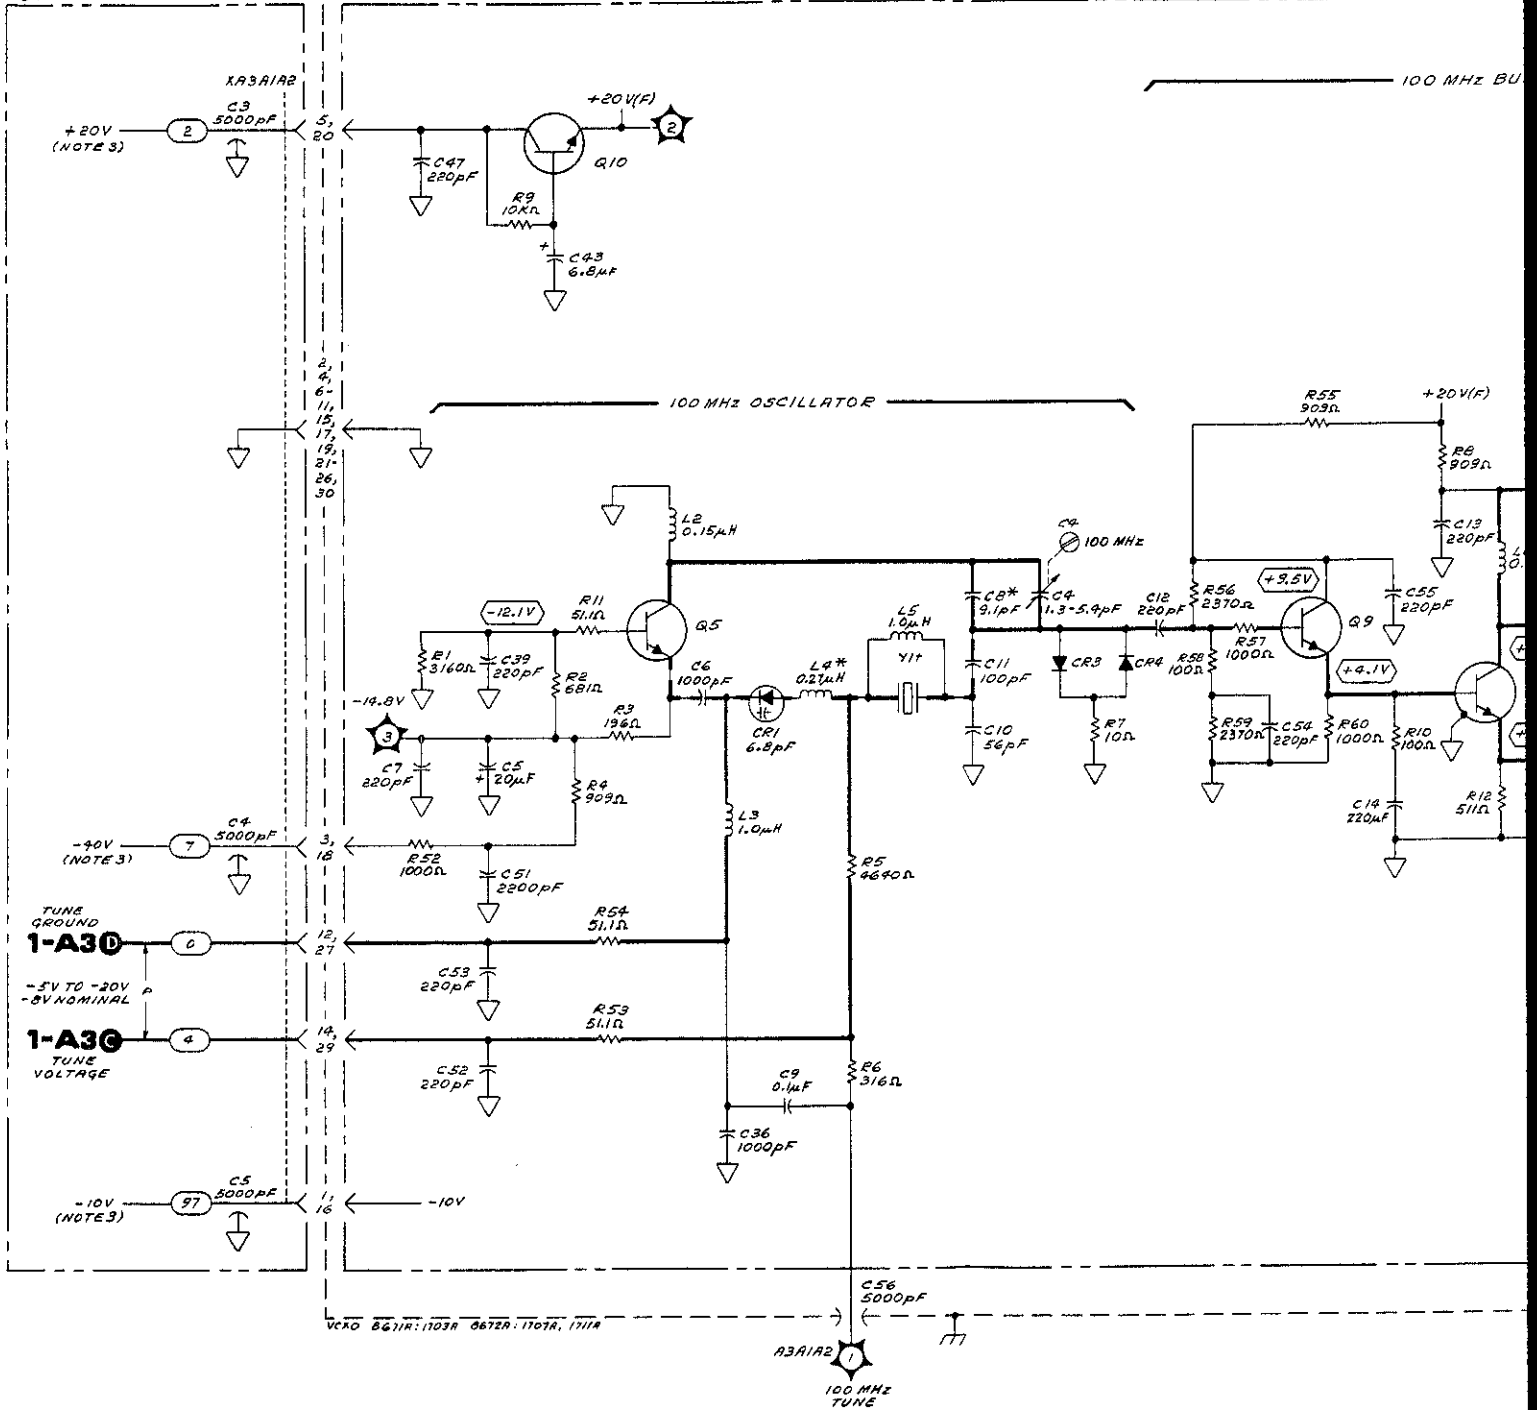 XA3A1A2
100 MHz BU
C3
5000pF
+20V
(NOTE 3)
2
5,
20
+20V(F)
2
C47
220pF
Q10
R9
10KΩ
+
C43
6.8µF
2,
4,
6-
11,
15,
17,
19,
21-
26,
30
100 MHz OSCILLATOR
R55
909Ω
+20V(F)
R8
909Ω
L2
0.15µH
C4
100 MHz
C13
220pF
-12.1V
R11
51.1Ω
Q5
C8*
9.1pF
C4
1.3-5.4pF
C12
220pF
R56
2370Ω
+9.5V
Q9
C55
220pF
L5
1.0µH
Y1+
R1
3160Ω
C39
220pF
R2
681Ω
C6
1000pF
L4*
0.27µH
C11
100pF
CR3
CR4
R58
100Ω
R57
1000Ω
+4.1V
-14.8V
3
R3
196Ω
CR1
6.8pF
C10
56pF
R7
10Ω
R59
2370Ω
C54
220pF
R60
1000Ω
R10
100Ω
C7
220pF
+
C5
20µF
R4
909Ω
L3
1.0µH
C14
220µF
R12
511Ω
C4
5000pF
-40V
(NOTE 3)
7
3,
18
R52
1000Ω
C51
2200pF
R5
4640Ω
TUNE
GROUND
1-A3 D
0
12,
27
R54
51.1Ω
C53
220pF
-5V TO -20V
-8V NOMINAL
1-A3 C
4
14,
29
R53
51.1Ω
TUNE
VOLTAGE
C52
220pF
C9
0.1µF
R6
316Ω
C36
1000pF
C5
5000pF
-10V
(NOTE 3)
97
1,
16
-10V
C56
5000pF
VCXO 8671A:1703A 8672A:1707A, 1711A
A3A1A2
1
100 MHz
TUNE